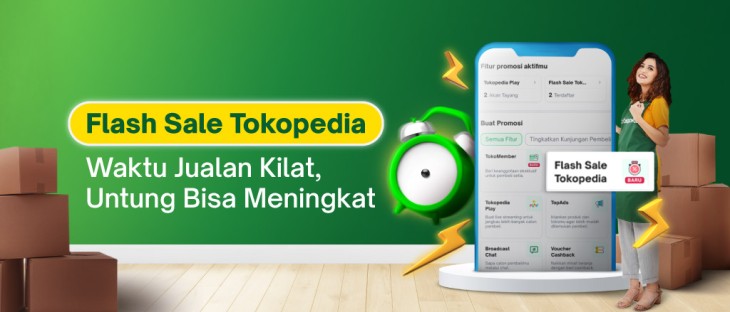 Flash Sale Tokopedia
Waktu Jualan Kilat,
Untung Bisa Meningkat
Fitur promosi aktifmu
Tokopedia Play
Flash Sale Tok...
2 Akan Tayang
2 Terdaftar
Buat Promosi
Semua Fitur
Tingkatkan Kunjungan Pembeli
TokoMember
Flash Sale
Tokopedia
BARU
Tokopedia
Play
TopAds
Broadcast
Chat
Voucher
Cashback